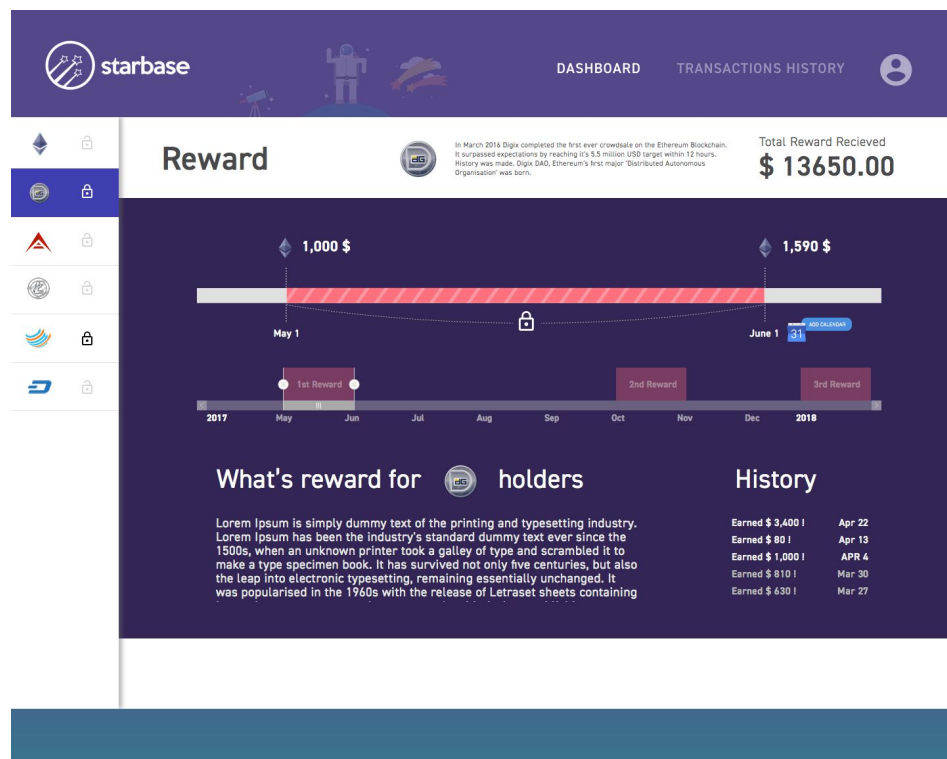 starbase
DASHBOARD
TRANSACTIONS HISTORY
Reward
dG
In March 2016 Digix completed the first ever crowdsale on the Ethereum Blockchain.
It surpassed expectations by reaching it's 5.5 million USD target within 12 hours.
History was made. Digix DAO, Ethereum's first major 'Distributed Autonomous
Organisation' was born.
Total Reward Recieved
$ 13650.00
1,000 $
1,590 $
May 1
June 1
31
ADD CALENDAR
1st Reward
2nd Reward
3rd Reward
2017
May
Jun
Jul
Aug
Sep
Oct
Nov
Dec
2018
What's reward for dG holders
Lorem Ipsum is simply dummy text of the printing and typesetting industry.
Lorem Ipsum has been the industry's standard dummy text ever since the
1500s, when an unknown printer took a galley of type and scrambled it to
make a type specimen book. It has survived not only five centuries, but also
the leap into electronic typesetting, remaining essentially unchanged. It
was popularised in the 1960s with the release of Letraset sheets containing
History
Earned $ 3,400 ! Apr 22
Earned $ 80 ! Apr 13
Earned $ 1,000 ! APR 4
Earned $ 810 ! Mar 30
Earned $ 630 ! Mar 27